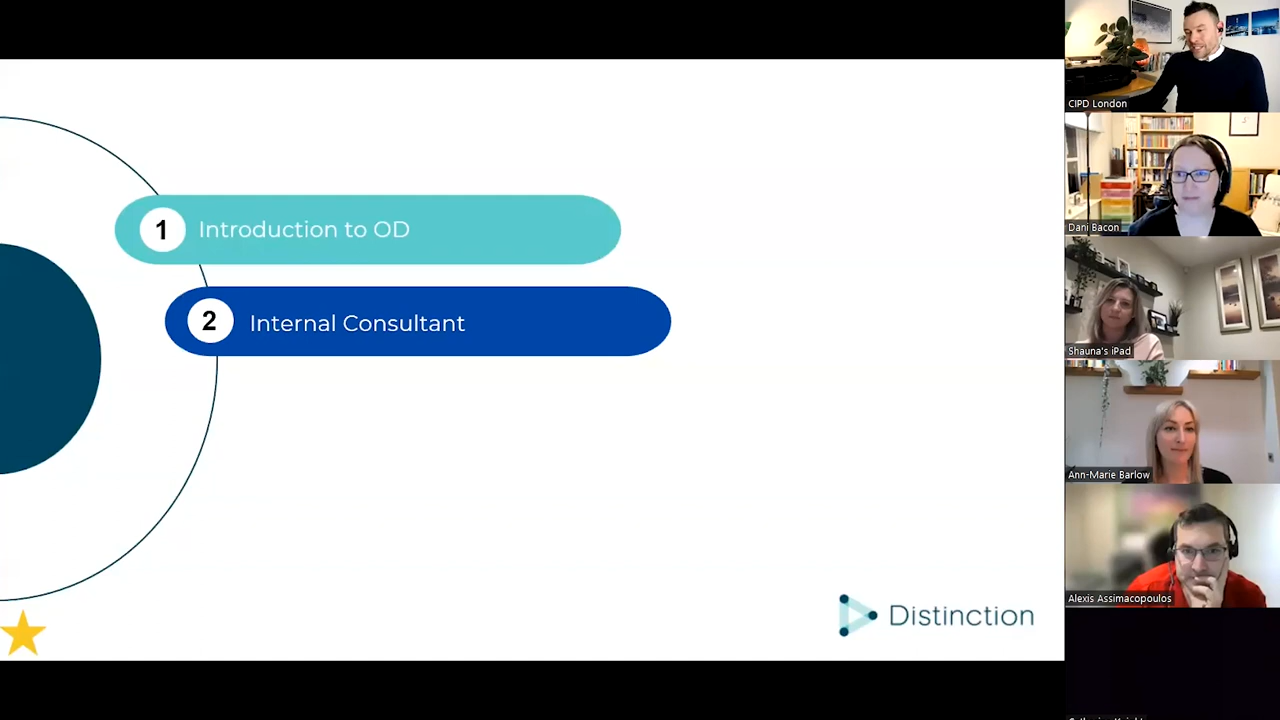 1 Introduction to OD
2 Internal Consultant
Distinction
CIPD London
Dani Bacon
Shauna's iPad
Ann-Marie Barlow
Alexis Assimacopoulos